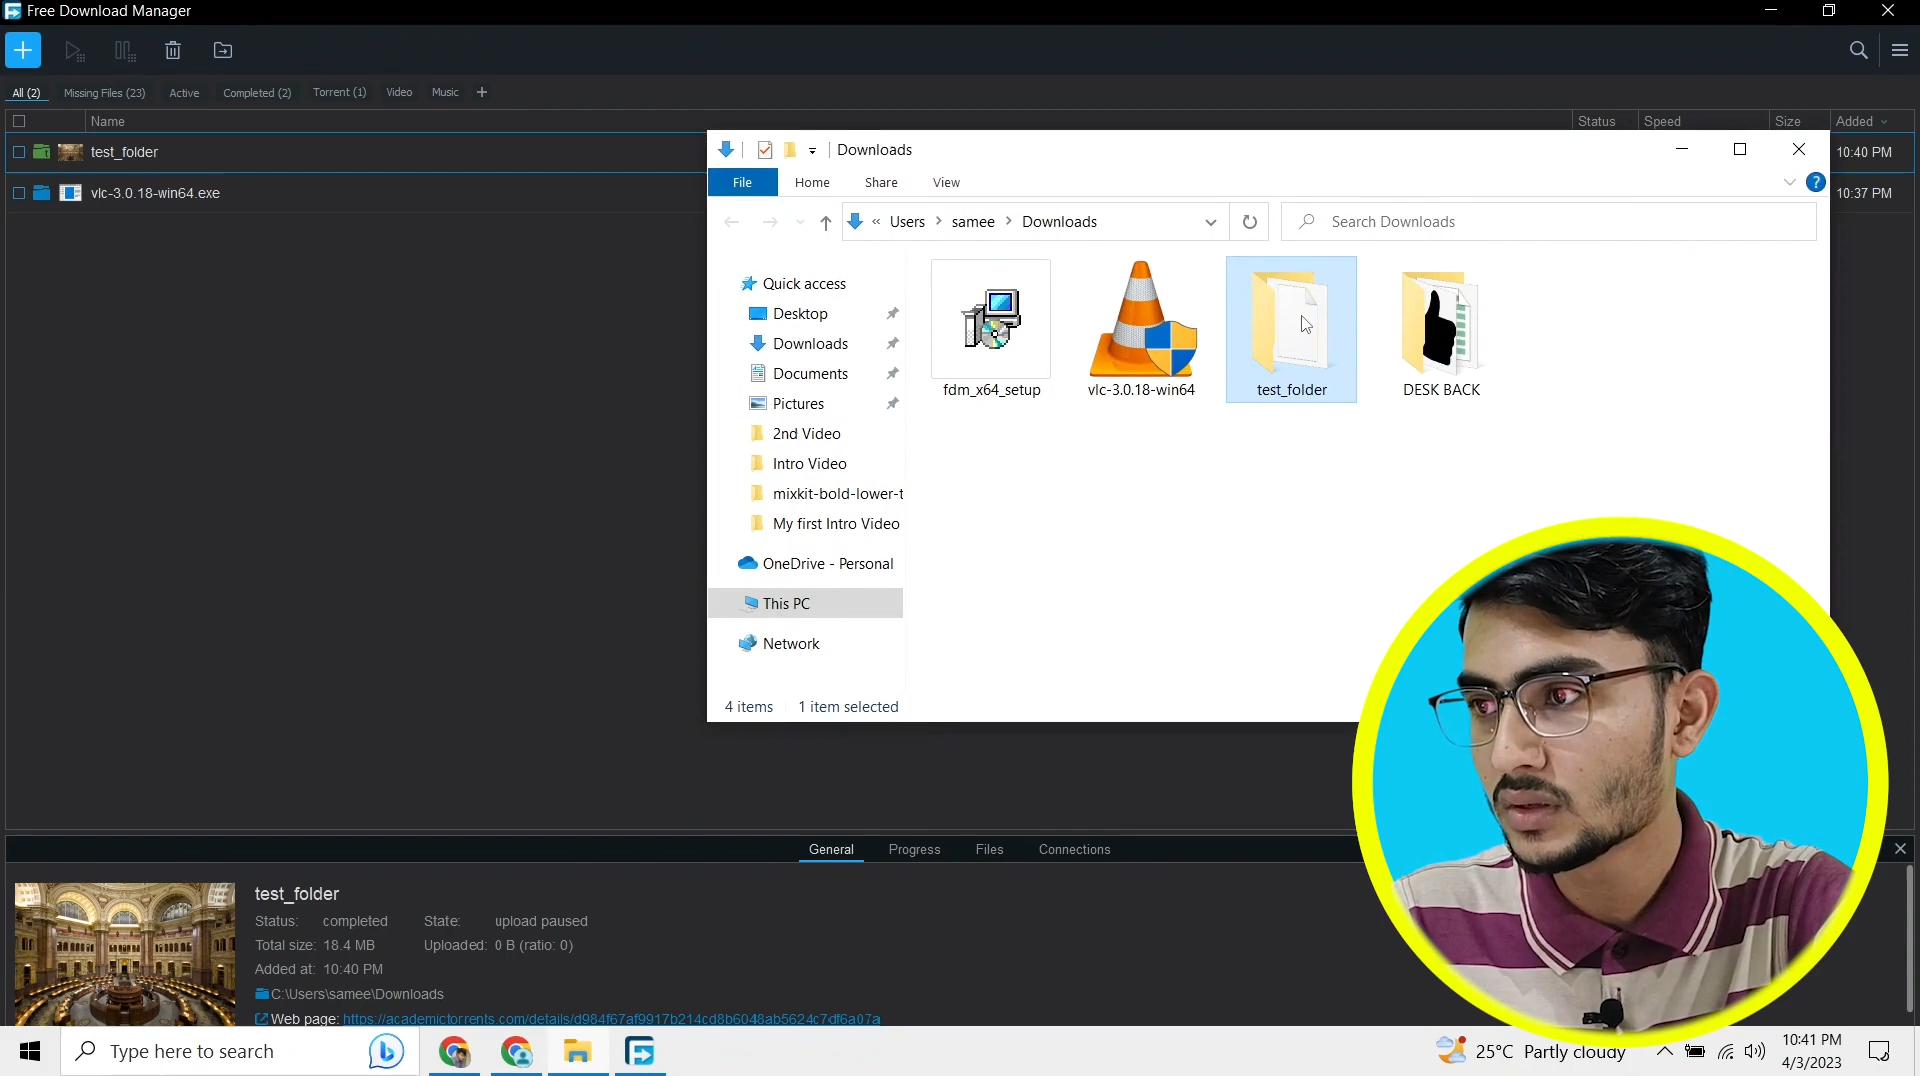 Free Download Manager
All (2) Missing Files (23) Active Completed (2) Torrent (1) Video Music
Name Status Speed Size Added
test_folder 10:40 PM
vlc-3.0.18-win64.exe 10:37 PM
Downloads
File Home Share View
« Users > samee > Downloads Search Downloads
Quick access
Desktop
Downloads
Documents
Pictures
2nd Video
Intro Video
mixkit-bold-lower-t
My first Intro Video
OneDrive - Personal
This PC
Network
fdm_x64_setup vlc-3.0.18-win64 test_folder DESK BACK
4 items 1 item selected
General Progress Files Connections
test_folder
Status: completed State: upload paused
Total size: 18.4 MB Uploaded: 0 B (ratio: 0)
Added at: 10:40 PM
C:\Users\samee\Downloads
Web page: https://academictorrents.com/details/d984f67af9917b214cd8b6048ab5624c7df6a07a
Type here to search 25°C Partly cloudy 10:41 PM
4/3/2023